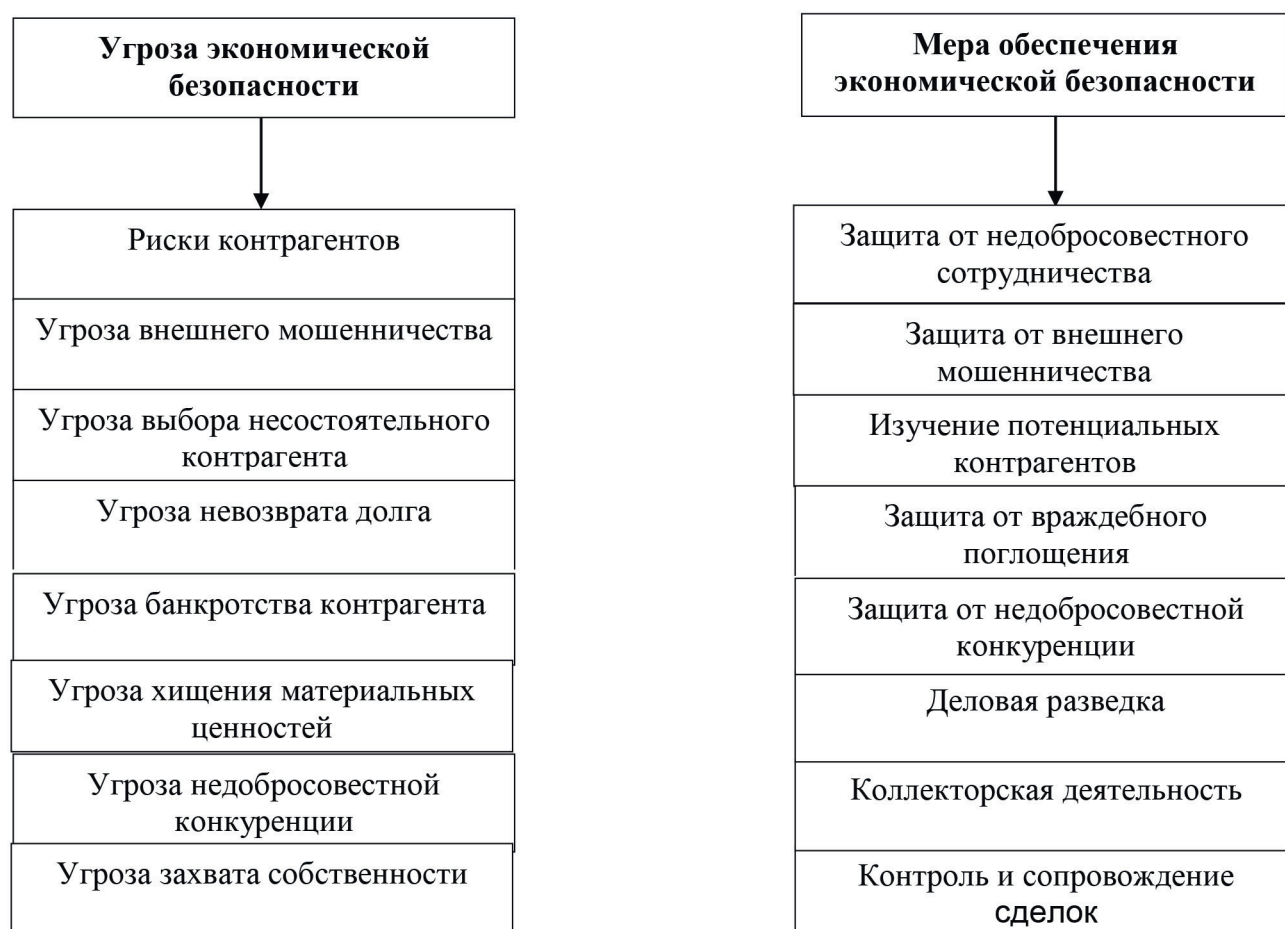 Угроза экономической
безопасности
Риски контрагентов
Угроза внешнего мошенничества
Угроза выбора несостоятельного
контрагента
Угроза невозврата долга
Угроза банкротства контрагента
Угроза хищения материальных
ценностей
Угроза недобросовестной
конкуренции
Угроза захвата собственности
Мера обеспечения
экономической безопасности
Защита от недобросовестного
сотрудничества
Защита от внешнего
мошенничества
Изучение потенциальных
контрагентов
Защита от враждебного
поглощения
Защита от недобросовестной
конкуренции
Деловая разведка
Коллекторская деятельность
Контроль и сопровождение
сделок